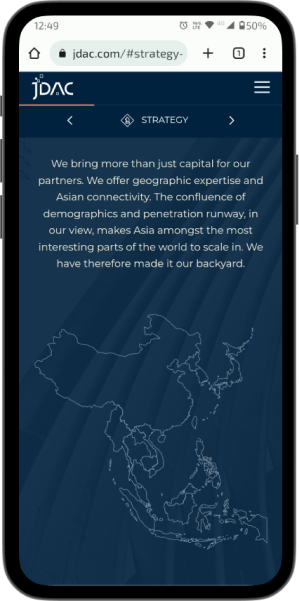 12:49
50%
jdac.com/#strategy-
1
jDAC
STRATEGY
We bring more than just capital for our
partners. We offer geographic expertise and
Asian connectivity. The confluence of
demographics and penetration runway, in
our view, makes Asia amongst the most
interesting parts of the world to scale in. We
have therefore made it our backyard.